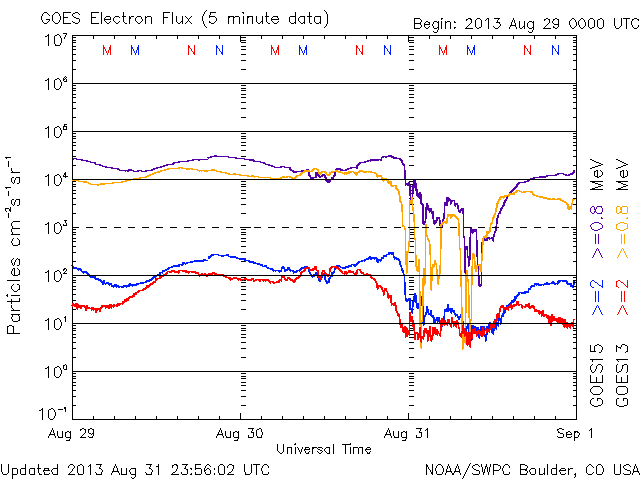 GOES Electron Flux (5 minute data)
Begin: 2013 Aug 29 0000 UTC
M M N N M M N N M M N N
10⁷
10⁶
10⁵
10⁴
10³
10²
10¹
10⁰
10⁻¹
Particles cm⁻²s⁻¹sr⁻¹
GOES15 >=2 >=0.8 MeV
GOES13 >=2 >=0.8 MeV
Aug 29 Aug 30 Aug 31 Sep 1
Universal Time
Updated 2013 Aug 31 23:56:02 UTC
NOAA/SWPC Boulder, CO USA